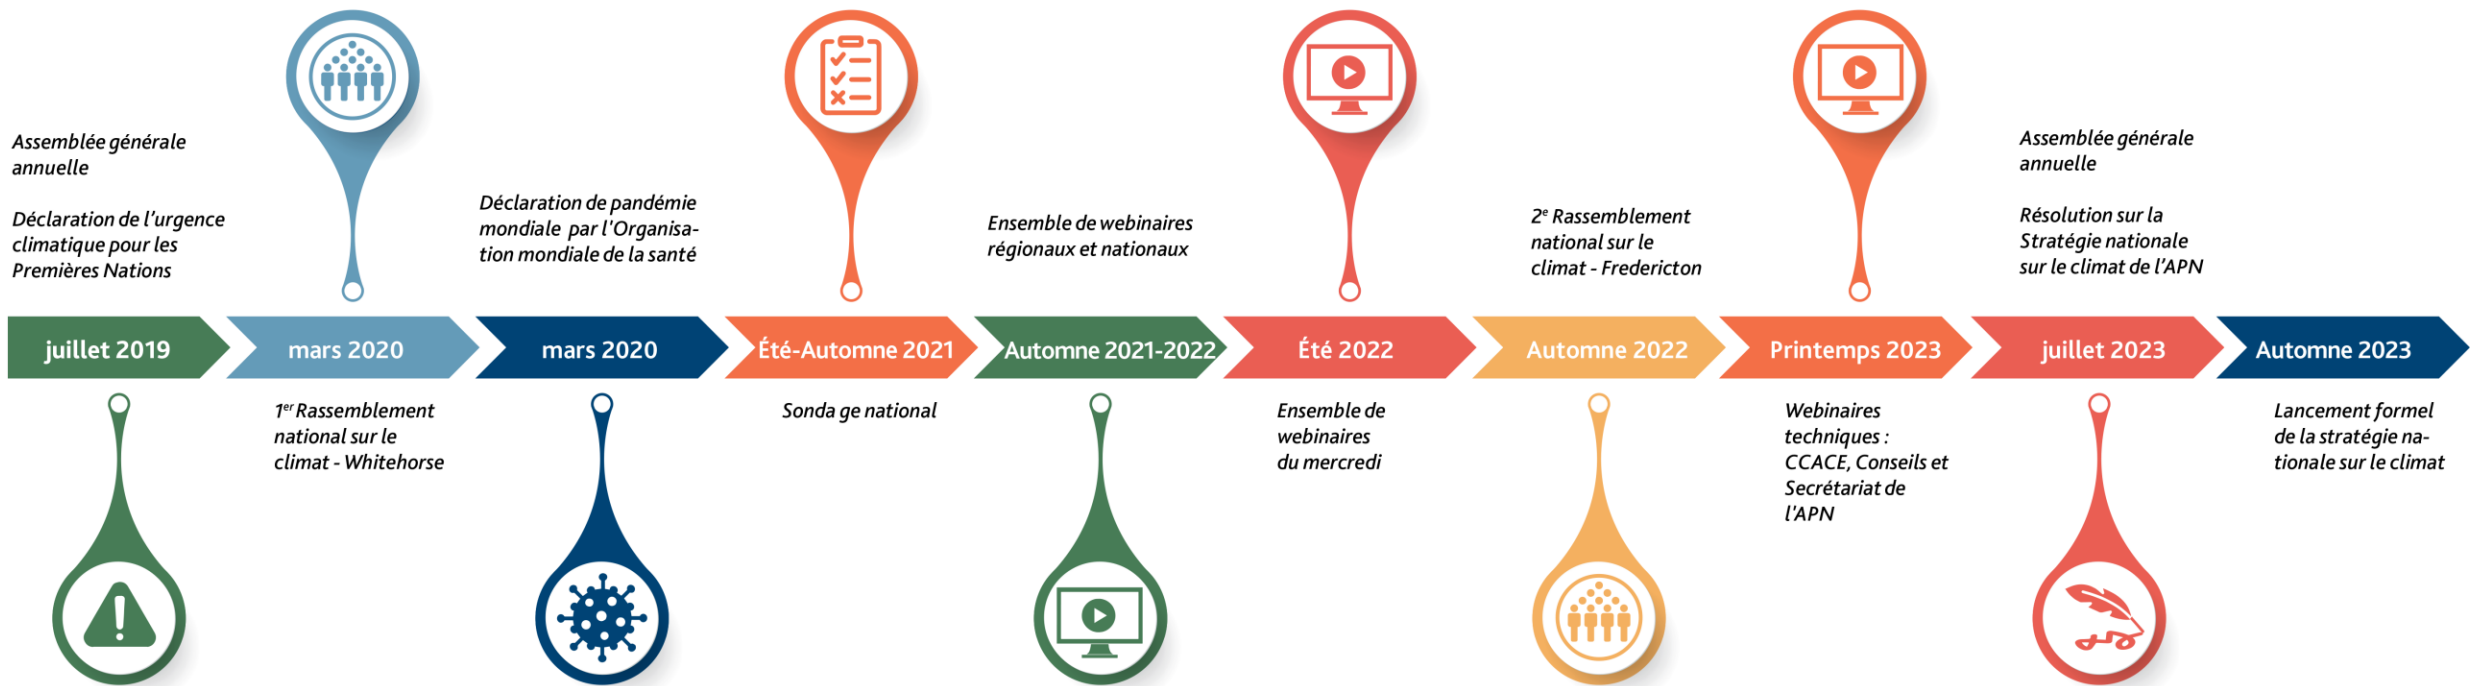 Assemblée générale
annuelle
Déclaration de l'urgence
climatique pour les
Premières Nations
juillet 2019
mars 2020
1er Rassemblement
national sur le
climat - Whitehorse
Déclaration de pandémie
mondiale par l'Organisa-
tion mondiale de la santé
mars 2020
Été-Automne 2021
Sonda ge national
Ensemble de webinaires
régionaux et nationaux
Automne 2021-2022
Été 2022
Ensemble de
webinaires
du mercredi
2e Rassemblement
national sur le
climat - Fredericton
Automne 2022
Printemps 2023
Webinaires
techniques :
CCACE, Conseils et
Secrétariat de
l'APN
Assemblée générale
annuelle
Résolution sur la
Stratégie nationale
sur le climat de l'APN
juillet 2023
Automne 2023
Lancement formel
de la stratégie na-
tionale sur le climat